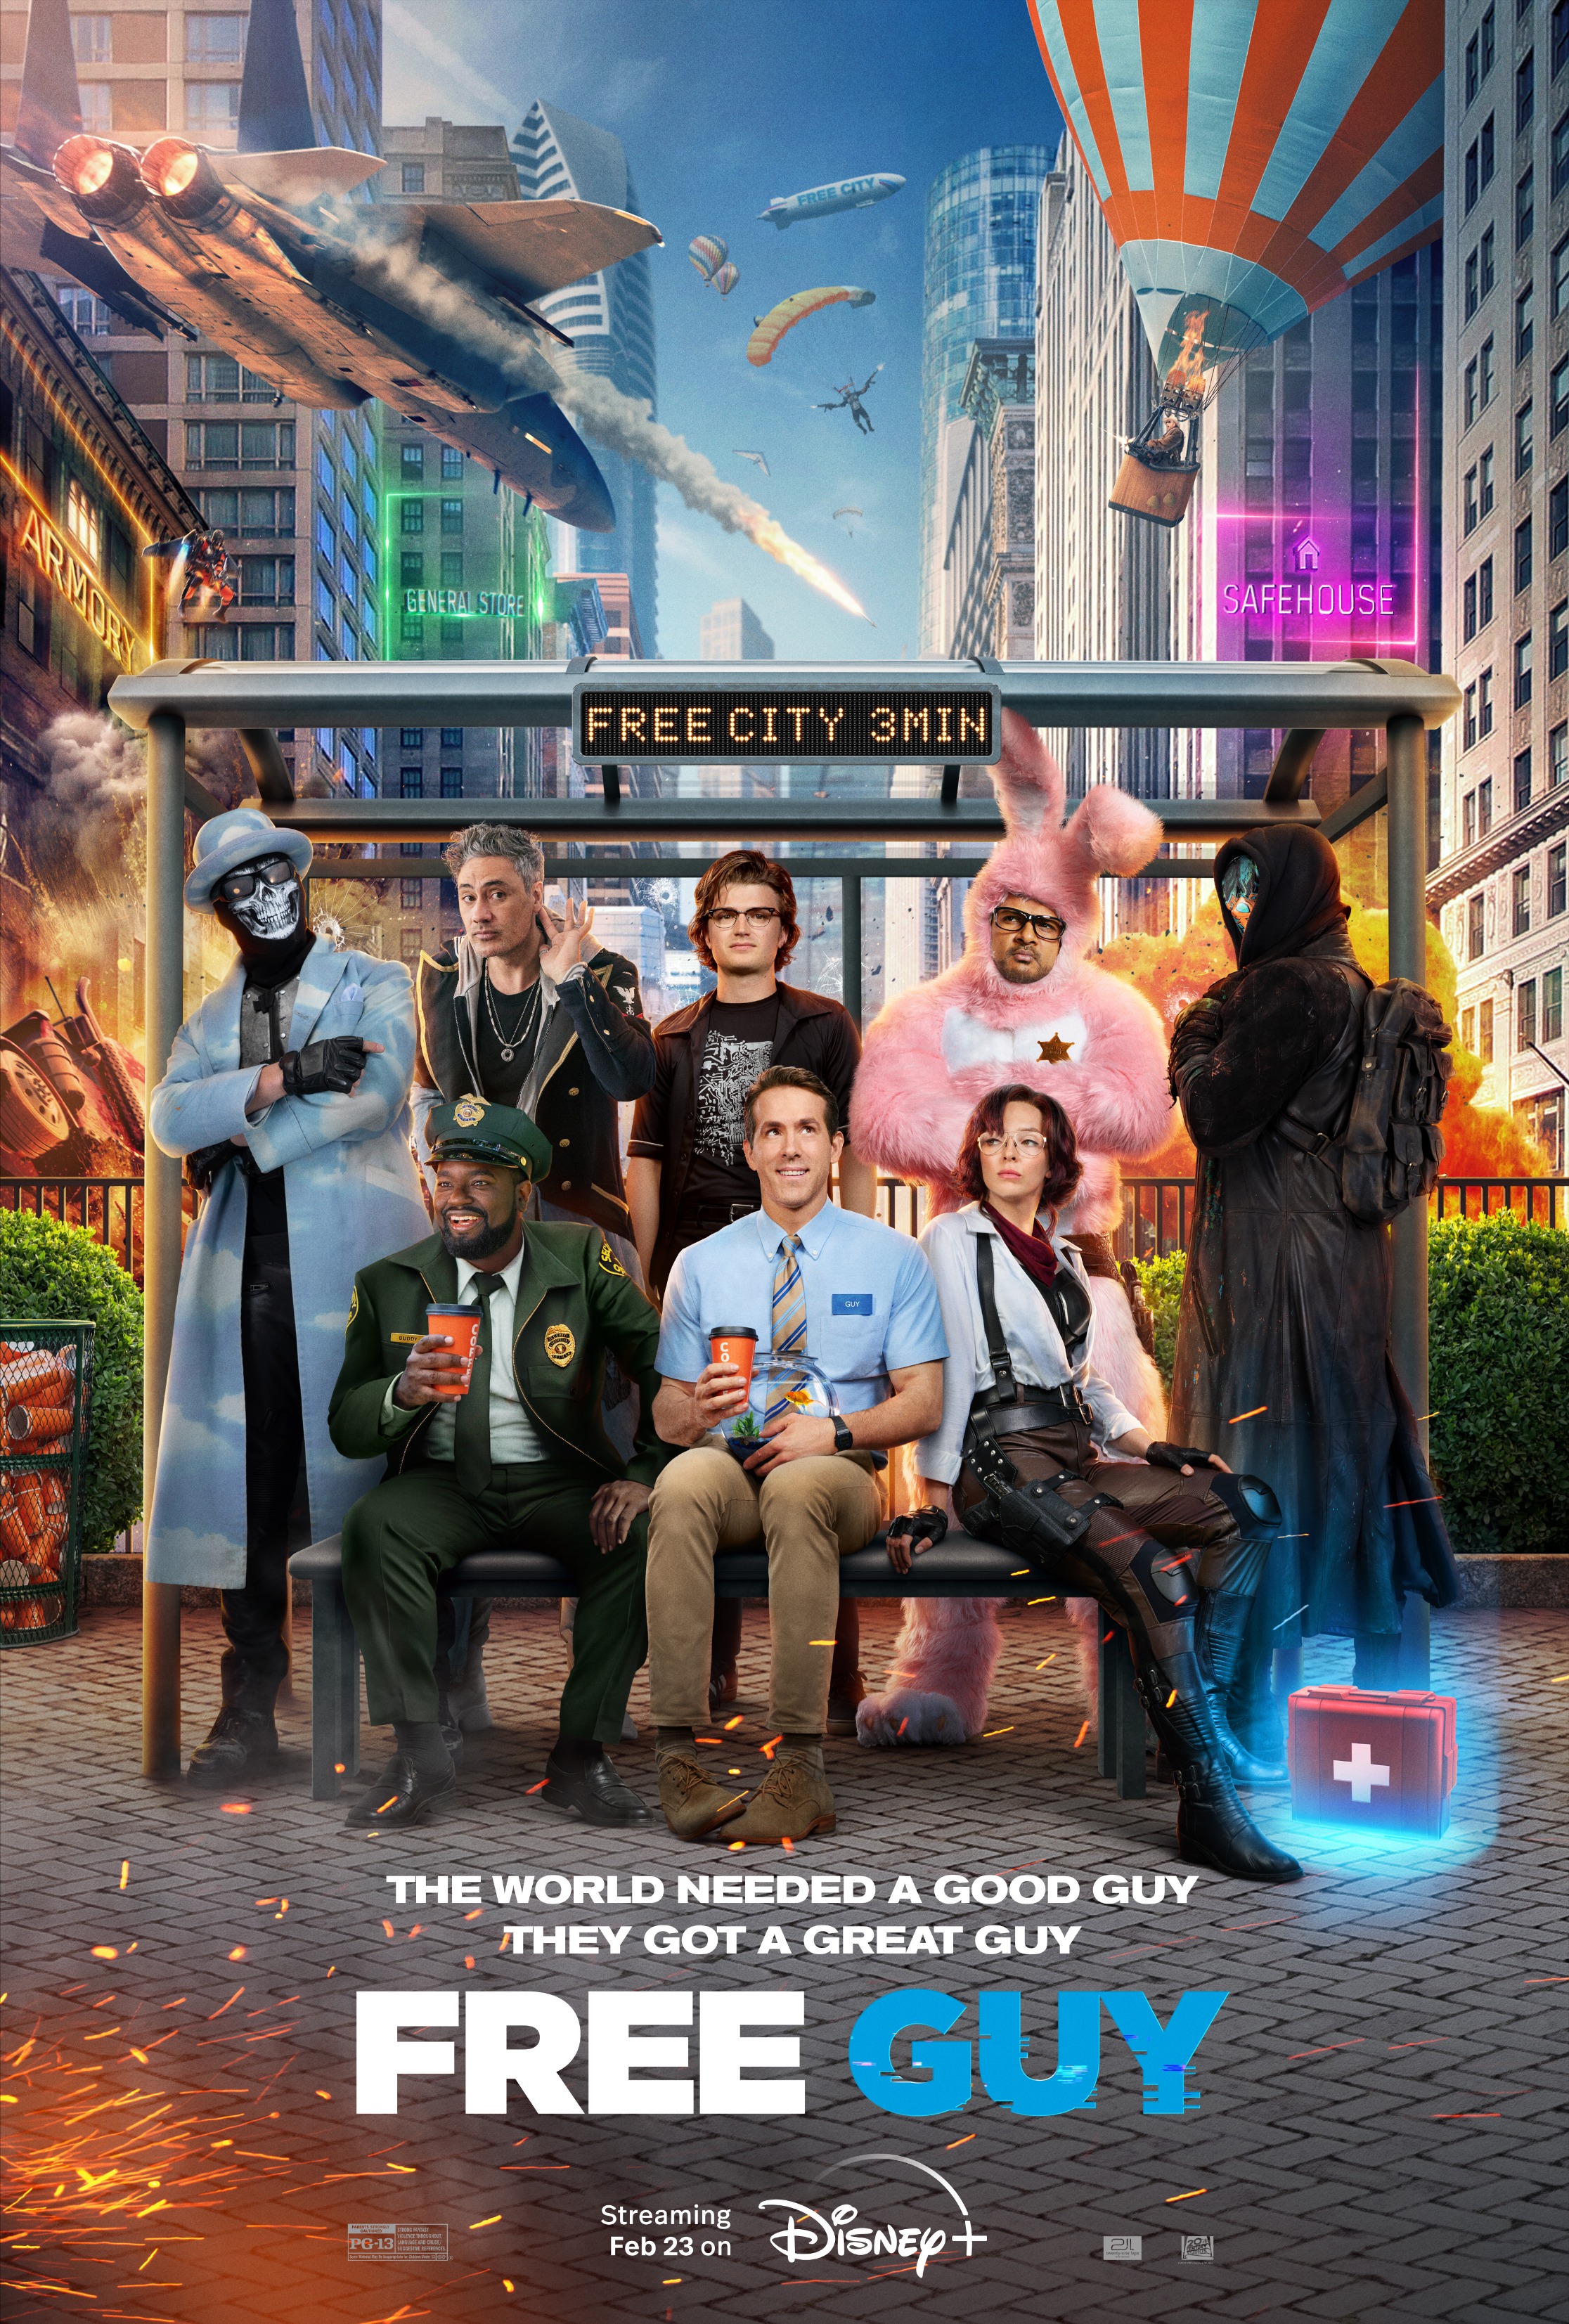 FREE CITY
ARMORY
GENERAL STORE
SAFEHOUSE
FREE CITY 3MIN
GUY
THE WORLD NEEDED A GOOD GUY
THEY GOT A GREAT GUY
FREE GUY
Streaming
Feb 23 on
Disney+
PG-13